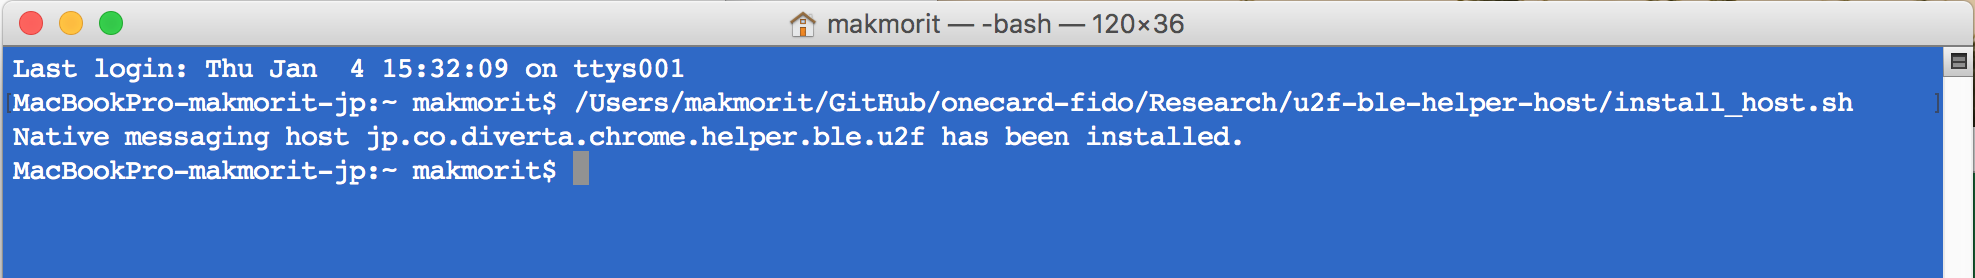 makmorit — -bash — 120×36
Last login: Thu Jan  4 15:32:09 on ttys001
MacBookPro-makmorit-jp:~ makmorit$ /Users/makmorit/GitHub/onecard-fido/Research/u2f-ble-helper-host/install_host.sh
Native messaging host jp.co.diverta.chrome.helper.ble.u2f has been installed.
MacBookPro-makmorit-jp:~ makmorit$